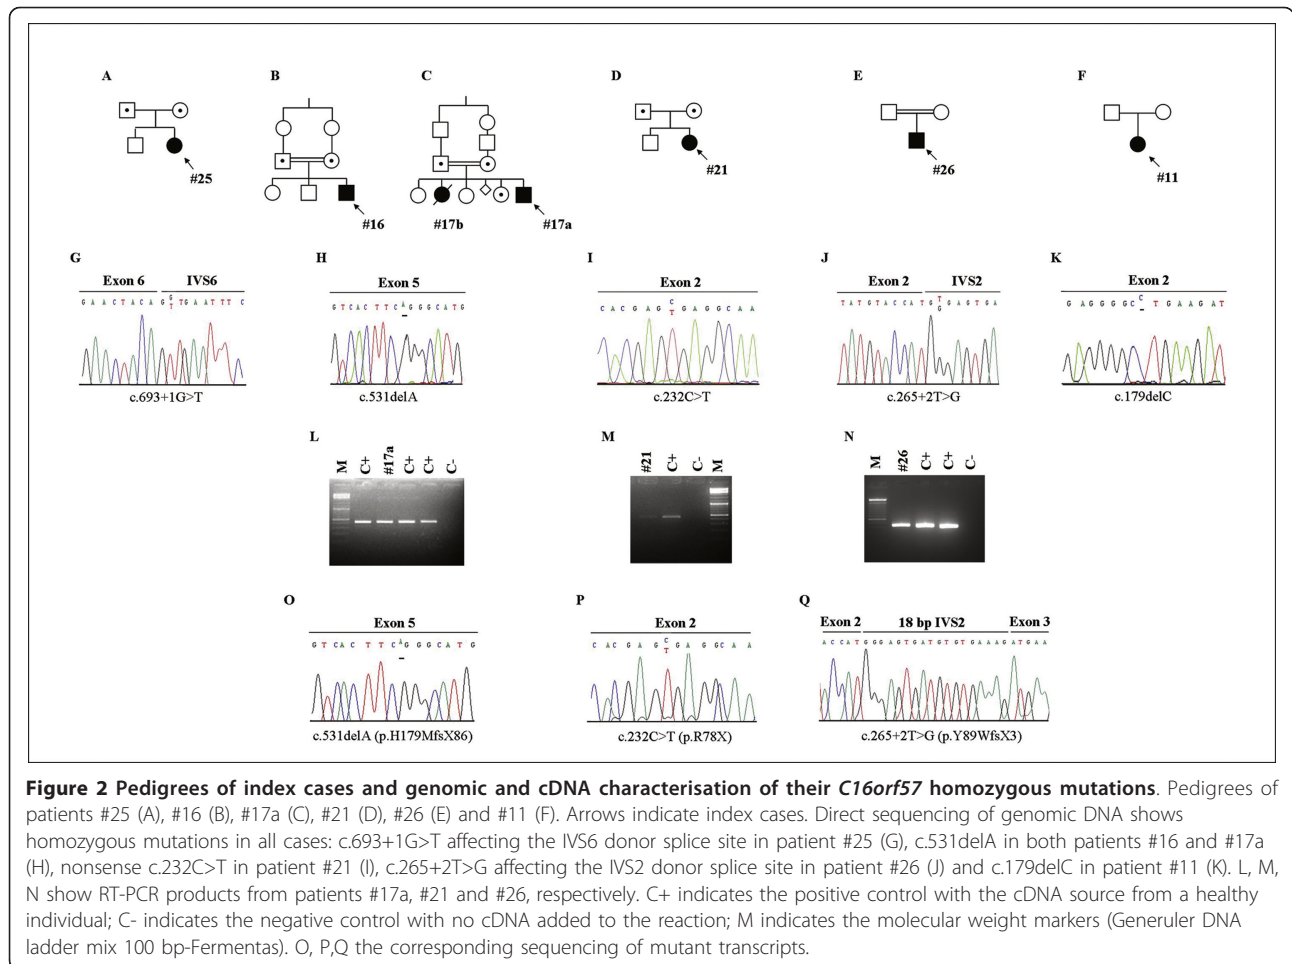 A B C D E F
#25 #16 #17b #17a #21 #26 #11
G H I J K
Exon 6 IVS6 Exon 5 Exon 2 Exon 2 IVS2 Exon 2
G A A C T A C A G G T G A A T T T C
T
G T C A C T T C A G G G C A T G
–
C A C G A G C G A G G C A A
T
T A T G T A C C A T G T G A G T G A
G
G A G G G G C C T G A A G A T
–
c.693+1G>T c.531delA c.232C>T c.265+2T>G c.179delC
L M N
M C+ #17a C+ C+ C-
#21 C+ C- M
M #26 C+ C+ C-
O P Q
Exon 5 Exon 2 Exon 2 18 bp IVS2 Exon 3
G T C A C T T C A G G G C A T G
–
C A C G A G C G A G G C A A
T
A C C A T G G G A G T G A T G T G T G A A A G A T G A A
c.531delA (p.H179MfsX86) c.232C>T (p.R78X) c.265+2T>G (p.Y89WfsX3)
Figure 2 Pedigrees of index cases and genomic and cDNA characterisation of their C16orf57 homozygous mutations. Pedigrees of
patients #25 (A), #16 (B), #17a (C), #21 (D), #26 (E) and #11 (F). Arrows indicate index cases. Direct sequencing of genomic DNA shows
homozygous mutations in all cases: c.693+1G>T affecting the IVS6 donor splice site in patient #25 (G), c.531delA in both patients #16 and #17a
(H), nonsense c.232C>T in patient #21 (I), c.265+2T>G affecting the IVS2 donor splice site in patient #26 (J) and c.179delC in patient #11 (K). L, M,
N show RT-PCR products from patients #17a, #21 and #26, respectively. C+ indicates the positive control with the cDNA source from a healthy
individual; C- indicates the negative control with no cDNA added to the reaction; M indicates the molecular weight markers (Generuler DNA
ladder mix 100 bp-Fermentas). O, P,Q the corresponding sequencing of mutant transcripts.